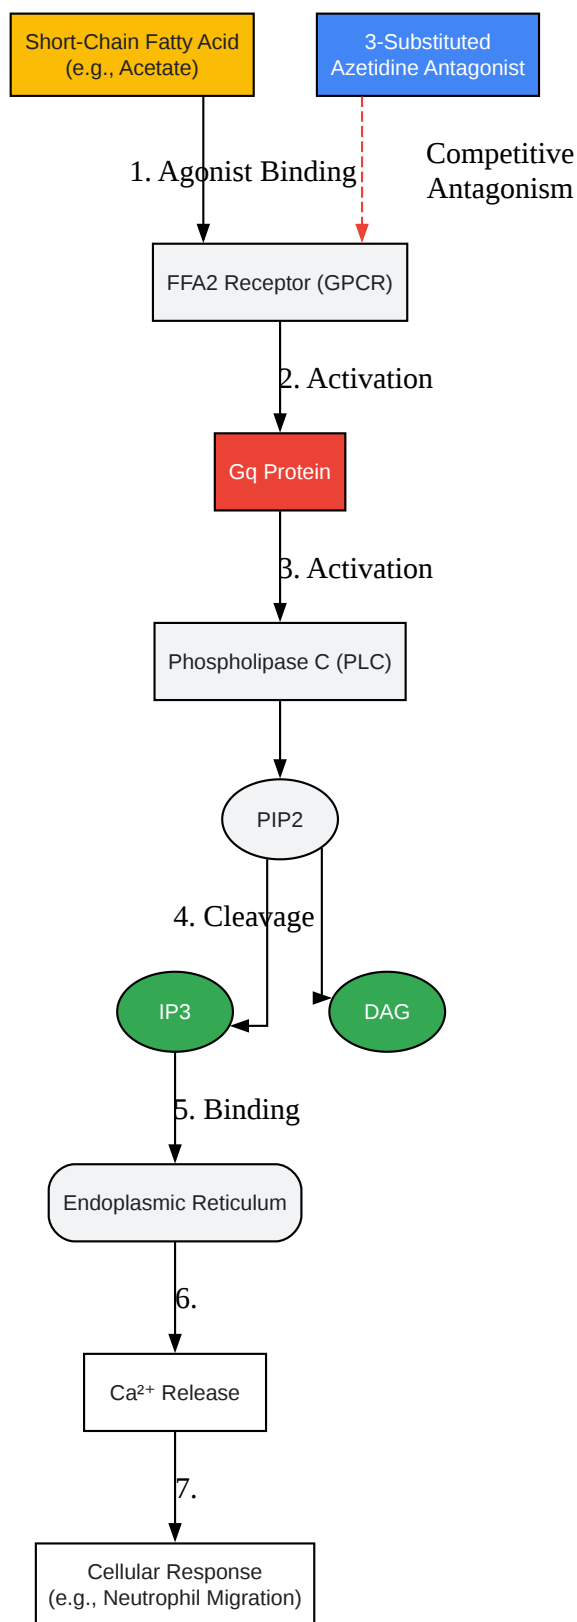 Short-Chain Fatty Acid
(e.g., Acetate)
3-Substituted
Azetidine Antagonist
1. Agonist Binding
Competitive
Antagonism
FFA2 Receptor (GPCR)
2. Activation
Gq Protein
3. Activation
Phospholipase C (PLC)
PIP2
4. Cleavage
IP3
DAG
5. Binding
Endoplasmic Reticulum
6.
Ca²⁺ Release
7.
Cellular Response
(e.g., Neutrophil Migration)